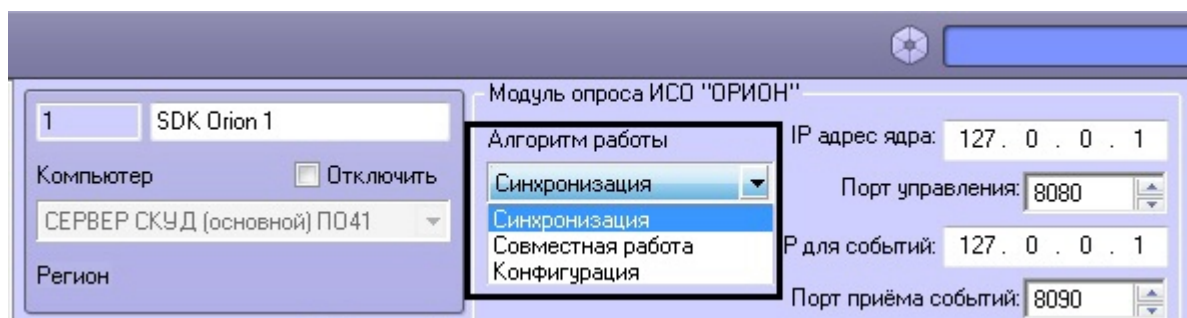 1
SDK Orion 1
Компьютер
Отключить
СЕРВЕР СКУД (основной) ПО41
Регион
Модуль опроса ИСО "ОРИОН"
Алгоритм работы
Синхронизация
Синхронизация
Совместная работа
Конфигурация
IP адрес ядра: 127. 0 . 0 . 1
Порт управления: 8080
P для событий: 127. 0 . 0 . 1
Порт приёма событий: 8090